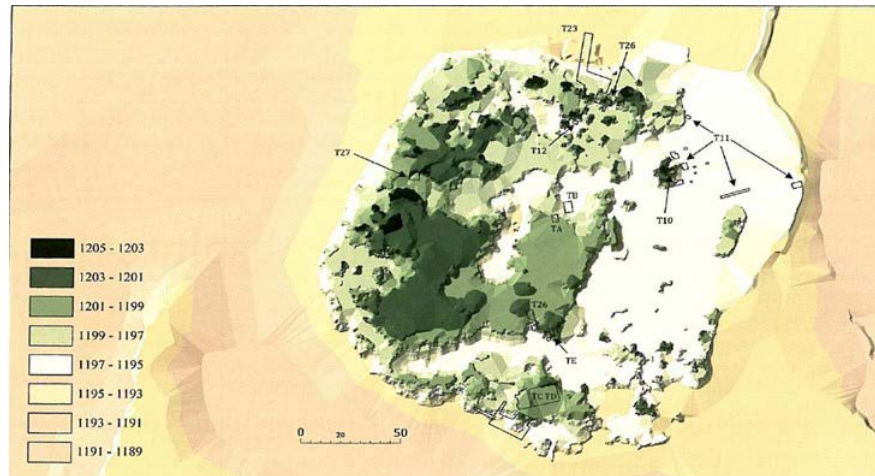 T23
T26
T11
T12
T27
T10
TB
TA
1205 - 1203
1203 - 1201
1201 - 1199
T26
1199 - 1197
TE
1197 - 1195
1195 - 1193
TC TD
1193 - 1191
0 20 50
1191 - 1189